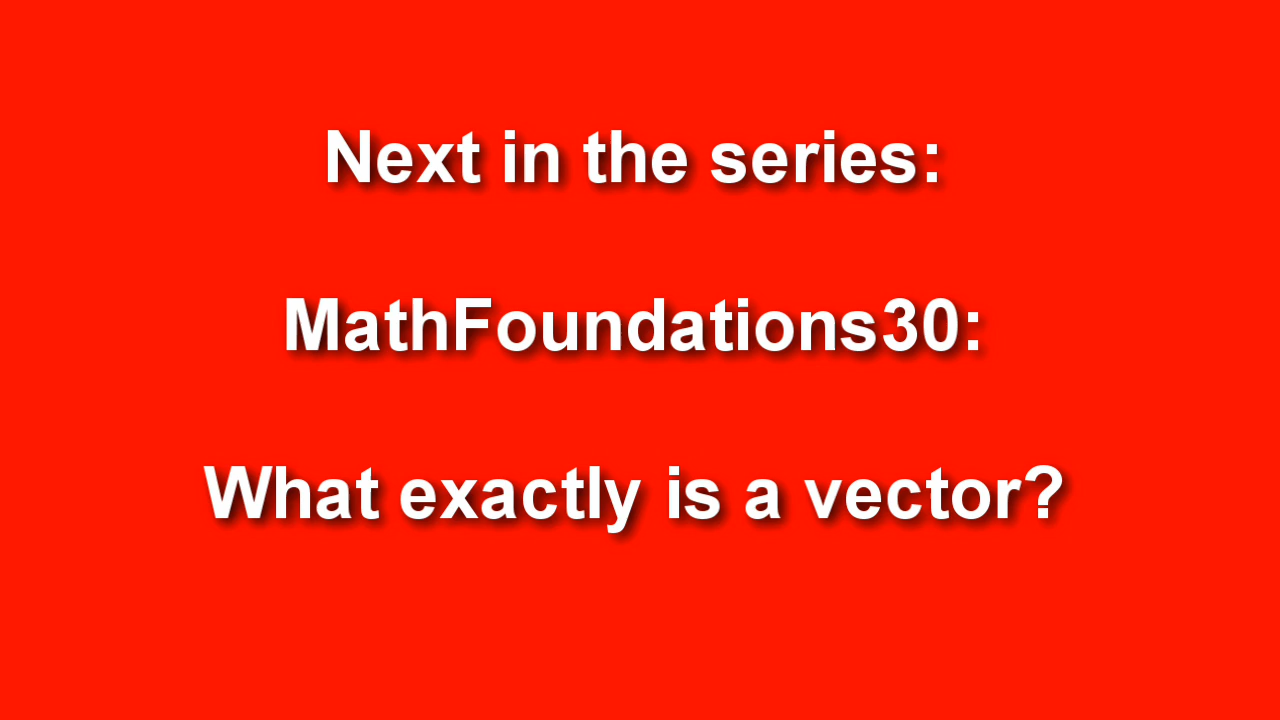 Next in the series:
MathFoundations30:
What exactly is a vector?